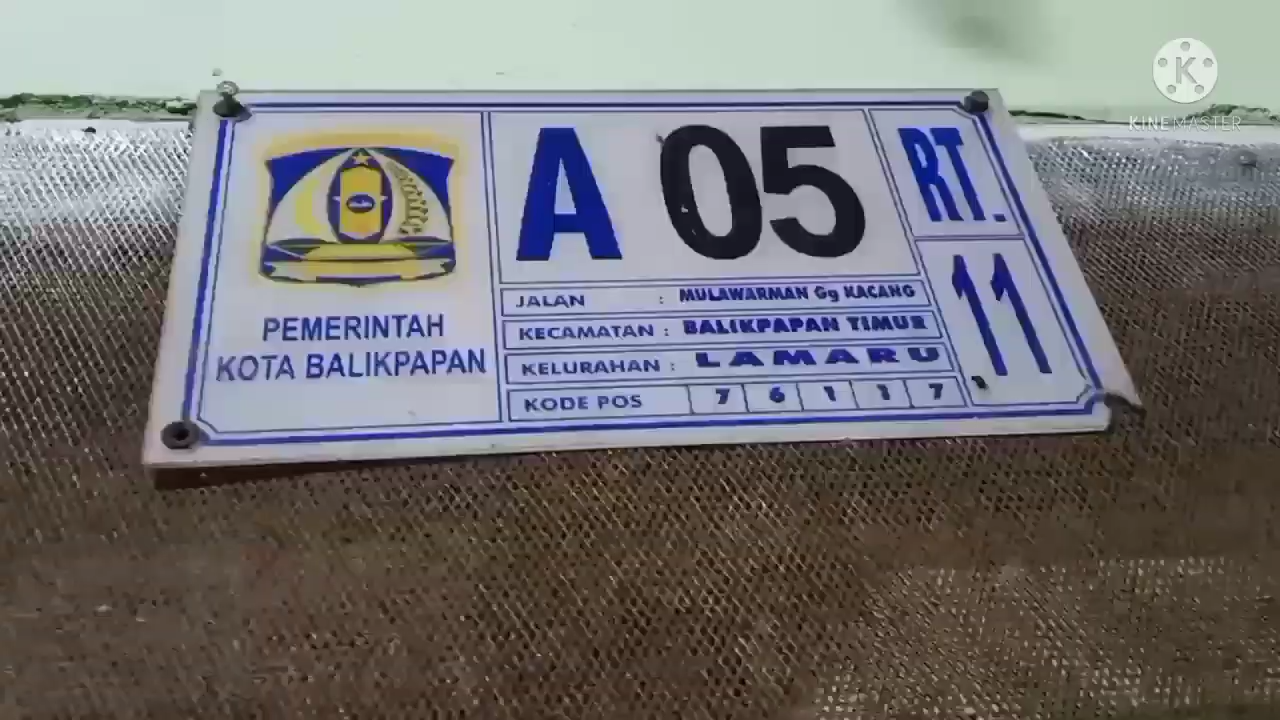 KINEMASTER
A 05
RT.
11
PEMERINTAH
KOTA BALIKPAPAN
JALAN : MULAWARMAN Gg KACANG
KECAMATAN : BALIKPAPAN TIMUR
KELURAHAN : LAMARU
KODE POS 7 6 1 1 7